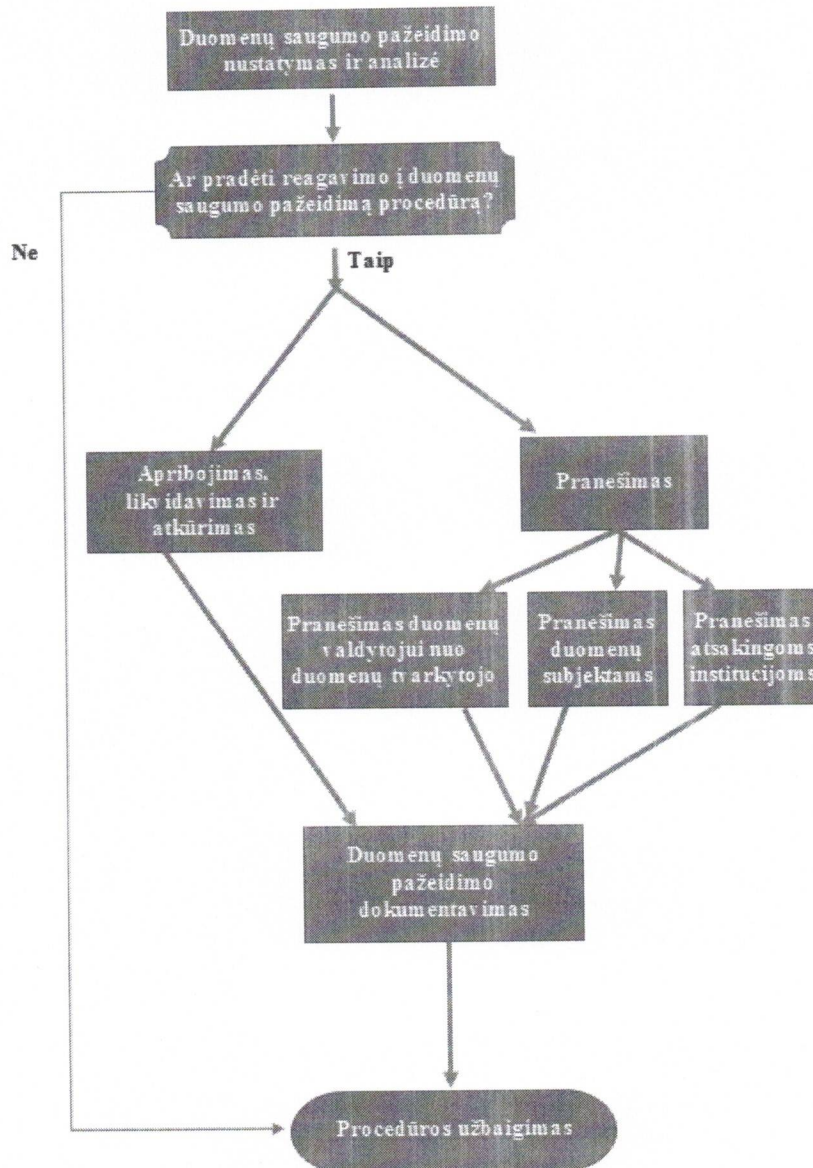 Duomenų saugumo pažeidimo
nustatymas ir analizė
Ar pradėti reagavimo į duomenų
saugumo pažeidimą procedūrą?
Ne
Taip
Apribojimas,
likvidavimas ir
atkūrimas
Pranešimas
Pranešimas duomenų
valdytojui nuo
duomenų tvarkytojo
Pranešimas
duomenų
subjektams
Pranešimas
atsakingoms
institucijoms
Duomenų saugumo
pažeidimo
dokumentavimas
Procedūros užbaigimas